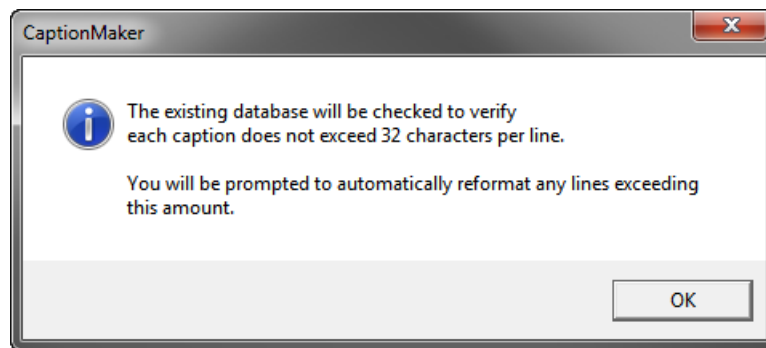 CaptionMaker
The existing database will be checked to verify
each caption does not exceed 32 characters per line.
You will be prompted to automatically reformat any lines exceeding
this amount.
OK